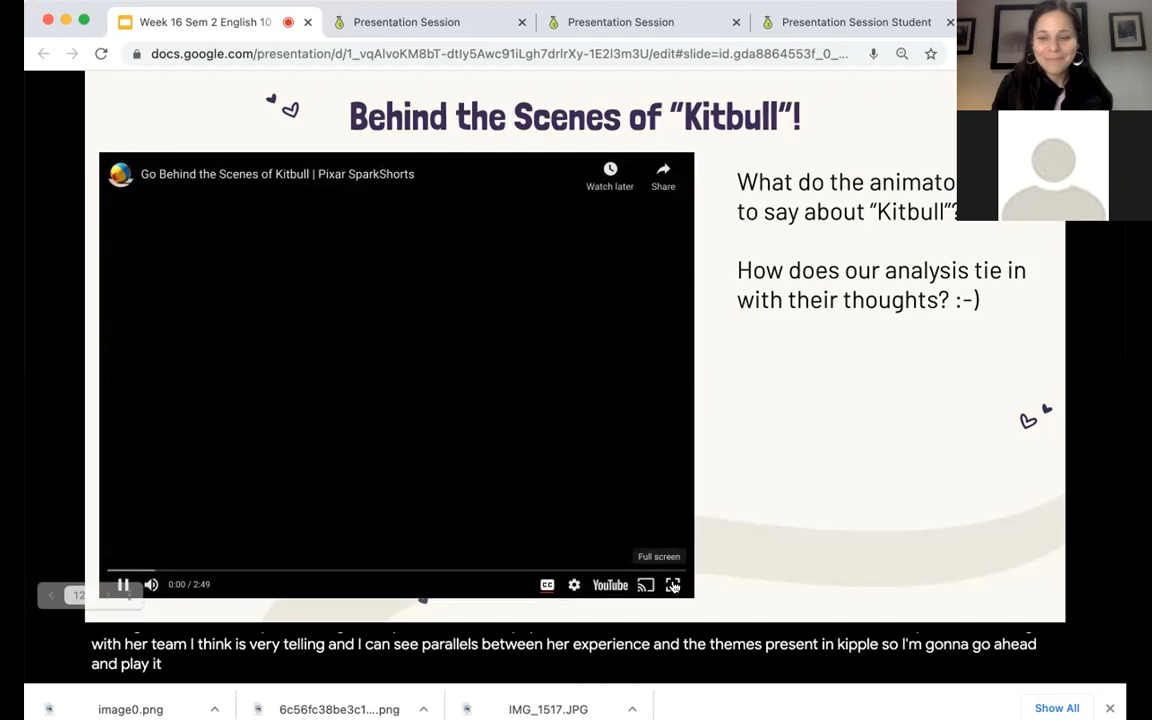 Week 16 Sem 2 English 10
Presentation Session
Presentation Session
Presentation Session Student
docs.google.com/presentation/d/1_vqAlvoKM8bT-dtIy5Awc91iLgh7drIrXy-1E2l3m3U/edit#slide=id.gda8864553f_0_...
Behind the Scenes of "Kitbull"!
Go Behind the Scenes of Kitbull | Pixar SparkShorts
Watch later
Share
What do the
to say about "Kitbull"?
How does our analysis tie in
with their thoughts? :-)
Full screen
0:00 / 2:49
CC
YouTube
12
with her team I think is very telling and I can see parallels between her experience and the themes present in kipple so I'm gonna go ahead
and play it
image0.png
6c56fc38be3c1....png
IMG_1517.JPG
Show All